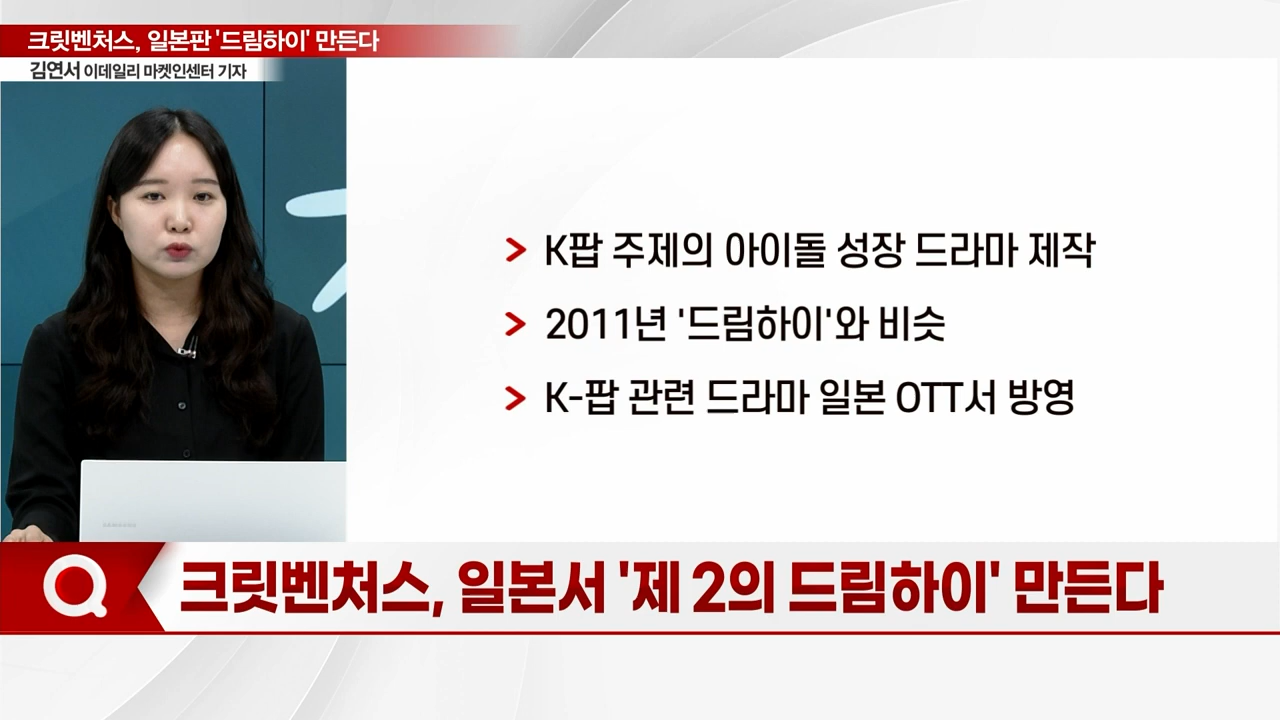 크릿벤처스, 일본판 '드림하이' 만든다
김연서 이데일리 마켓인센터 기자
K팝 주제의 아이돌 성장 드라마 제작
2011년 '드림하이'와 비슷
K-팝 관련 드라마 일본 OTT서 방영
SAMSUNG
크릿벤처스, 일본서 '제 2의 드림하이' 만든다